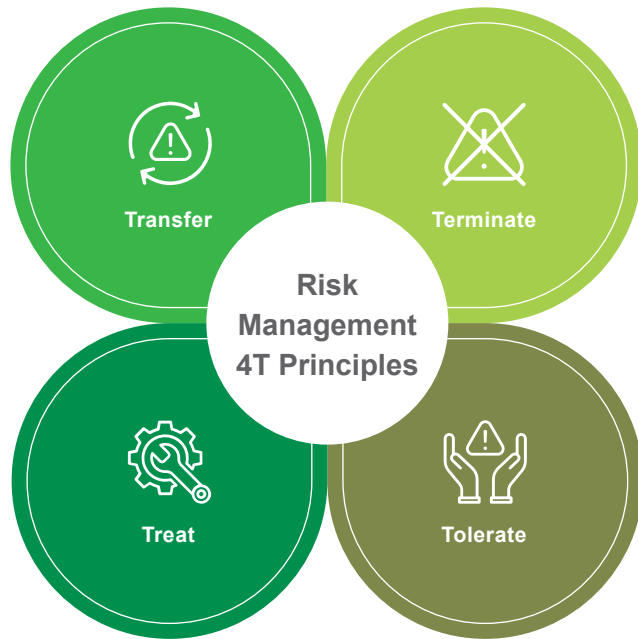 Transfer
Terminate
Risk
Management
4T Principles
Treat
Tolerate